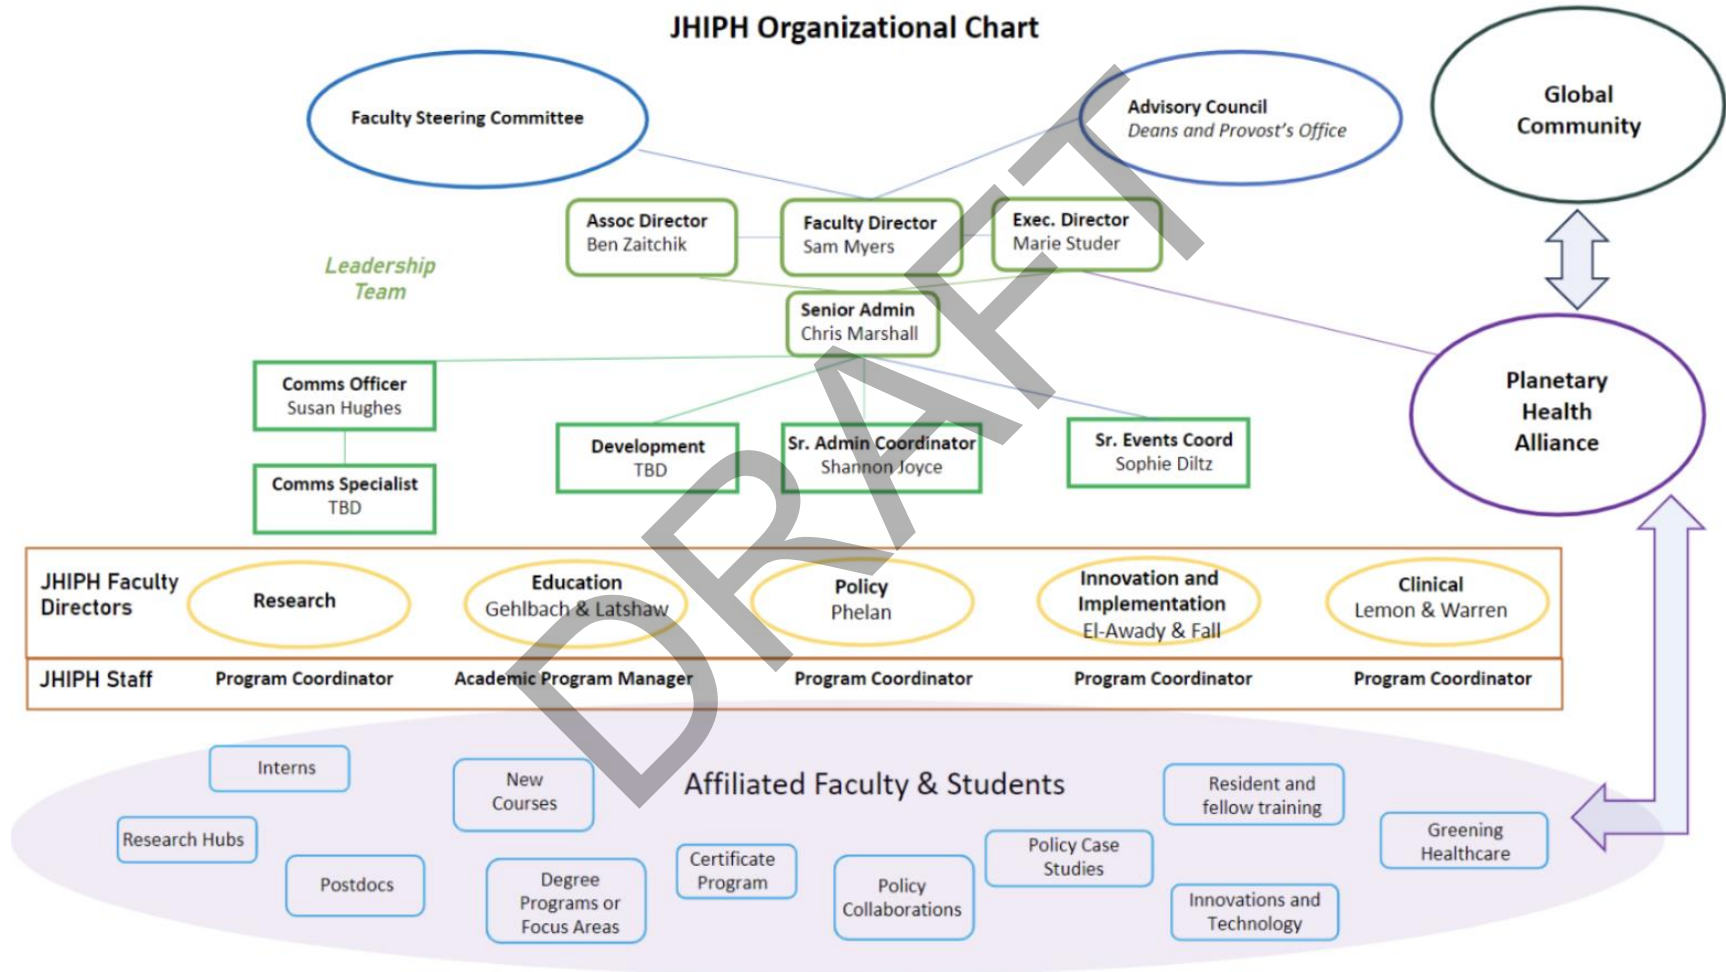 JHIPH Organizational Chart
Faculty Steering Committee
Advisory Council
Deans and Provost's Office
Global
Community
Assoc Director
Ben Zaitchik
Faculty Director
Sam Myers
Exec. Director
Marie Studer
Leadership
Team
Senior Admin
Chris Marshall
Comms Officer
Susan Hughes
Planetary
Health
Alliance
Development
TBD
Sr. Admin Coordinator
Shannon Joyce
Sr. Events Coord
Sophie Diltz
Comms Specialist
TBD
DRAFT
JHIPH Faculty
Directors
Research
Education
Gehlbach & Latshaw
Policy
Phelan
Innovation and
Implementation
El-Awady & Fall
Clinical
Lemon & Warren
JHIPH Staff
Program Coordinator
Academic Program Manager
Program Coordinator
Program Coordinator
Program Coordinator
Affiliated Faculty & Students
Interns
New
Courses
Resident and
fellow training
Research Hubs
Postdocs
Degree
Programs or
Focus Areas
Certificate
Program
Policy
Collaborations
Policy Case
Studies
Greening
Healthcare
Innovations and
Technology